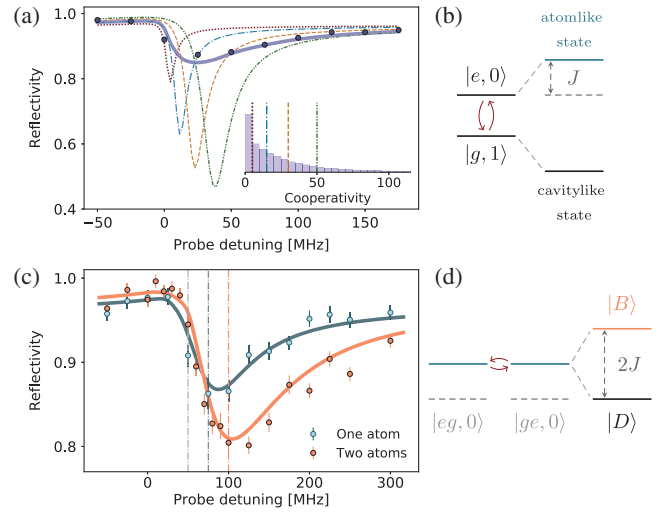 (a)
1.0
0.8
0.6
0.4
Reflectivity
−50
0
50
100
150
Probe detuning [MHz]
0
50
100
Cooperativity
(b)
atomlike
state
|e, 0⟩
J
|g, 1⟩
cavitylike
state
(c)
1.0
0.9
0.8
Reflectivity
0
100
200
300
Probe detuning [MHz]
One atom
Two atoms
(d)
|B⟩
2J
|eg, 0⟩
|ge, 0⟩
|D⟩